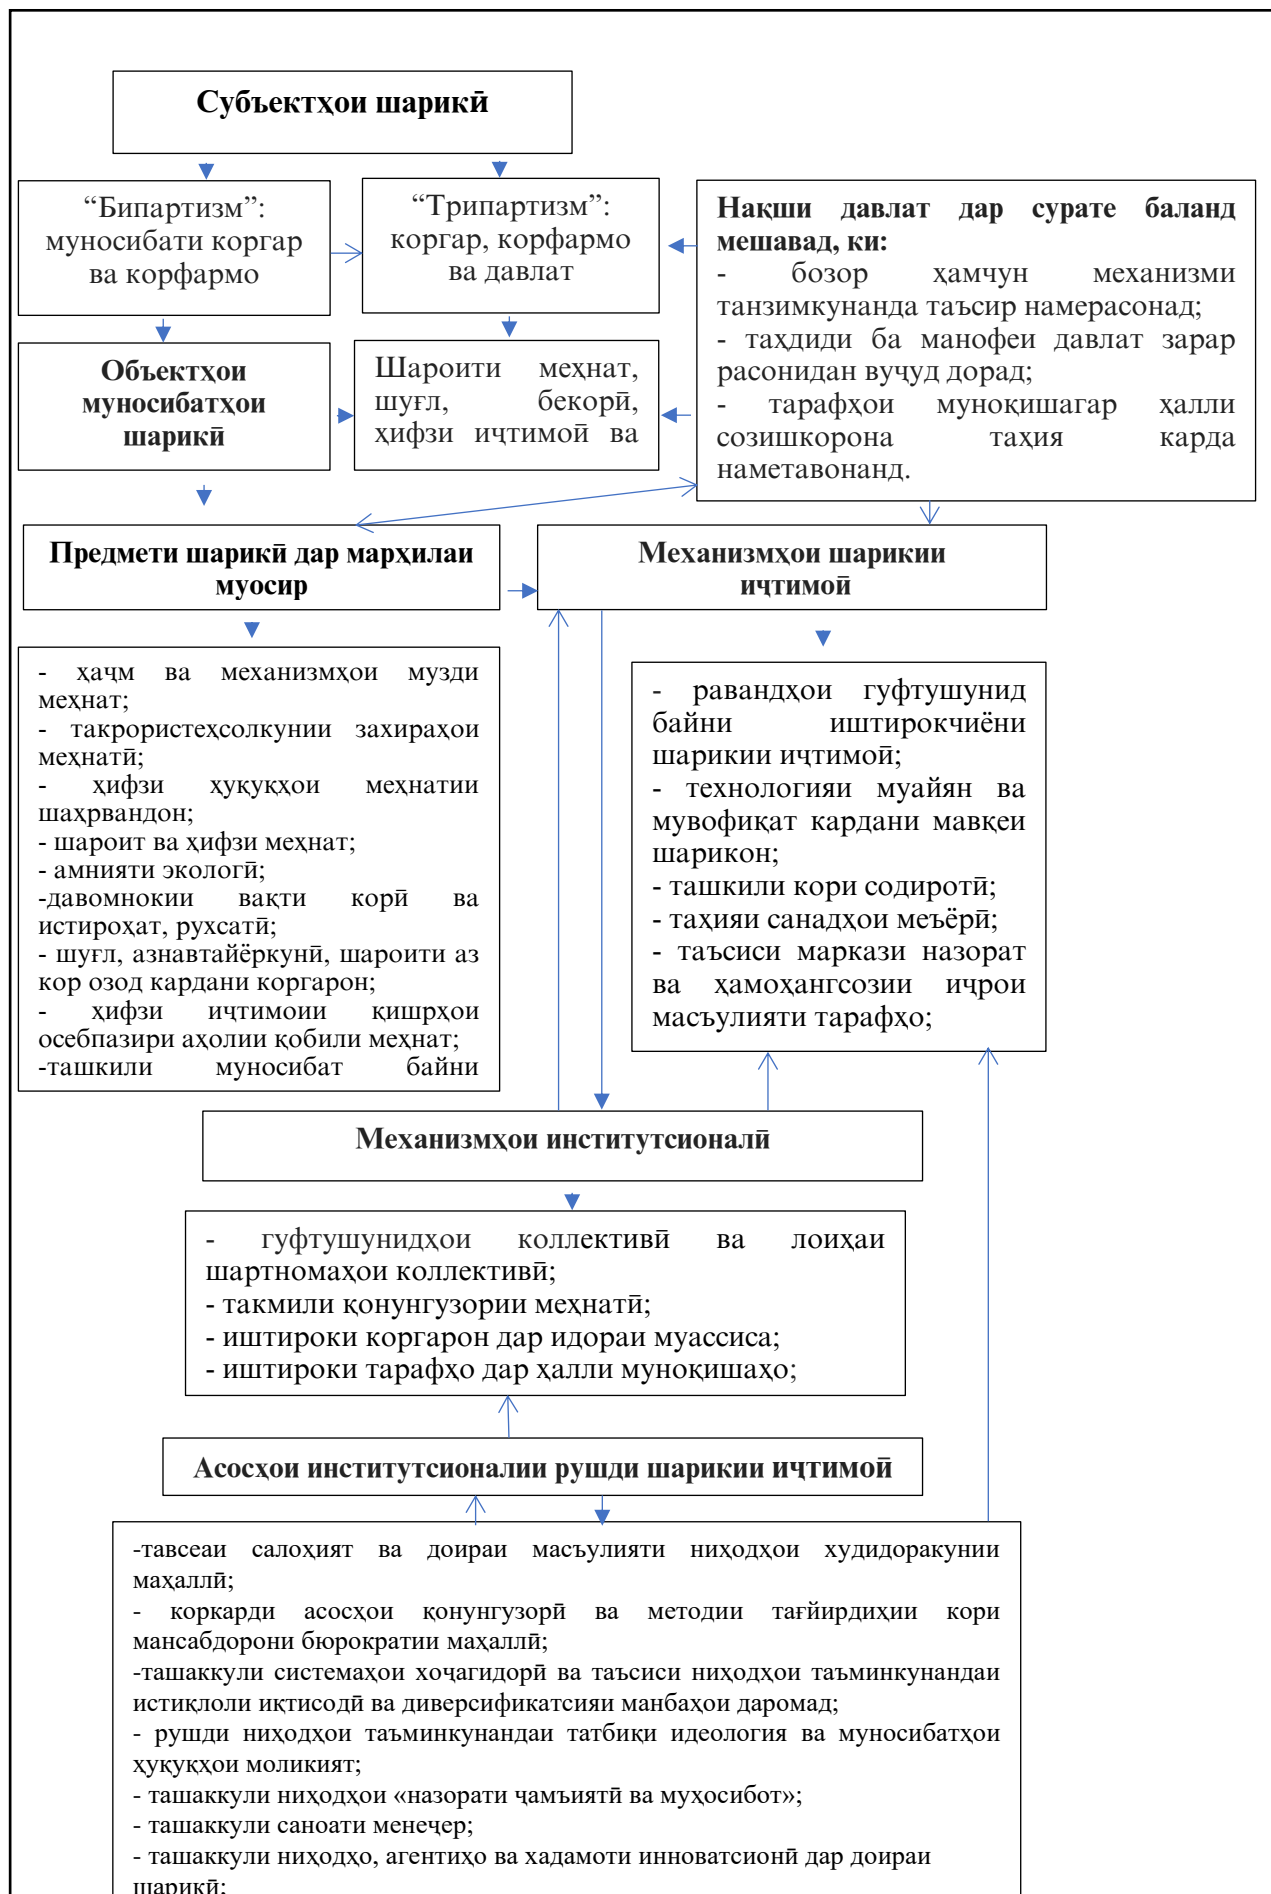 Субъектҳои шарикӣ
“Бипартизм”:
муносибати коргар
ва корфармо
“Трипартизм”:
коргар, корфармо
ва давлат
Нақши давлат дар сурате баланд
мешавад, ки:
- бозор ҳамчун механизми
танзимкунанда таъсир намерасонад;
- таҳдиди ба манофеи давлат зарар
расонидан вуҷуд дорад;
- тарафҳои муноқишагар ҳалли
созишкорона таҳия карда
наметавонанд.
Объектҳои
муносибатҳои
шарикӣ
Шароити меҳнат,
шуғл, бекорӣ,
ҳифзи иҷтимоӣ ва
Предмети шарикӣ дар марҳилаи
муосир
Механизмҳои шарикии
иҷтимоӣ
- ҳаҷм ва механизмҳои музди
меҳнат;
- такрористеҳсолкунии захираҳои
меҳнатӣ;
- ҳифзи ҳуқуқҳои меҳнатии
шаҳрвандон;
- шароит ва ҳифзи меҳнат;
- амнияти экологӣ;
-давомнокии вақти корӣ ва
истироҳат, рухсатӣ;
- шуғл, азнавтайёркунӣ, шароити аз
кор озод кардани коргарон;
- ҳифзи иҷтимоии қишрҳои
осебпазири аҳолии қобили меҳнат;
-ташкили муносибат байни
- равандҳои гуфтушунид
байни иштирокчиёни
шарикии иҷтимоӣ;
- технологияи муайян ва
мувофиқат кардани мавқеи
шарикон;
- ташкили кори содиротӣ;
- таҳияи санадҳои меъёрӣ;
- таъсиси маркази назорат
ва ҳамоҳангсозии иҷрои
масъулияти тарафҳо;
Механизмҳои институтсионалӣ
- гуфтушунидҳои коллективӣ ва лоиҳаи
шартномаҳои коллективӣ;
- такмили қонунгузории меҳнатӣ;
- иштироки коргарон дар идораи муассиса;
- иштироки тарафҳо дар ҳалли муноқишаҳо;
Асосҳои институтсионалии рушди шарикии иҷтимоӣ
-тавсеаи салоҳият ва доираи масъулияти ниҳодҳои худидоракунии
маҳаллӣ;
- коркарди асосҳои қонунгузорӣ ва методии тағйирдиҳии кори
мансабдорони бюрократии маҳаллӣ;
-ташаккули системаҳои хоҷагидорӣ ва таъсиси ниҳодҳои таъминкунандаи
истиқлоли иқтисодӣ ва диверсификатсияи манбаҳои даромад;
- рушди ниҳодҳои таъминкунандаи татбиқи идеология ва муносибатҳои
ҳуқуқҳои моликият;
- ташаккули ниҳодҳои «назорати ҷамъиятӣ ва муҳосибот»;
- ташаккули саноати менеҷер;
- ташаккули ниҳодҳо, агентиҳо ва хадамоти инноватсионӣ дар доираи
шарикӣ;